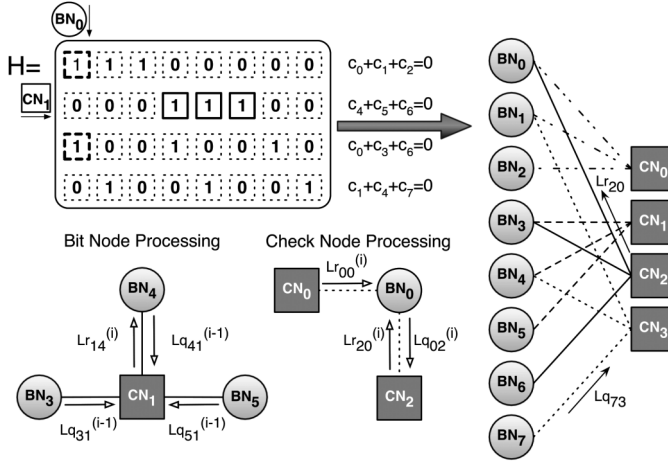 BN₀
H=
1 1 1 0 0 0 0 0
c₀+c₁+c₂=0
CN₁
0 0 0 1 1 1 0 0
c₄+c₅+c₆=0
1 0 0 1 0 0 1 0
c₀+c₃+c₆=0
0 1 0 0 1 0 0 1
c₁+c₄+c₇=0
Bit Node Processing
BN₄
Lr₁₄⁽ⁱ⁾
Lq₄₁⁽ⁱ⁻¹⁾
BN₃
CN₁
BN₅
Lq₃₁⁽ⁱ⁻¹⁾
Lq₅₁⁽ⁱ⁻¹⁾
Check Node Processing
CN₀
Lr₀₀⁽ⁱ⁾
BN₀
Lr₂₀⁽ⁱ⁾
Lq₀₂⁽ⁱ⁾
CN₂
BN₀
BN₁
BN₂
BN₃
BN₄
BN₅
BN₆
BN₇
Lr₂₀
CN₀
CN₁
CN₂
CN₃
Lq₇₃